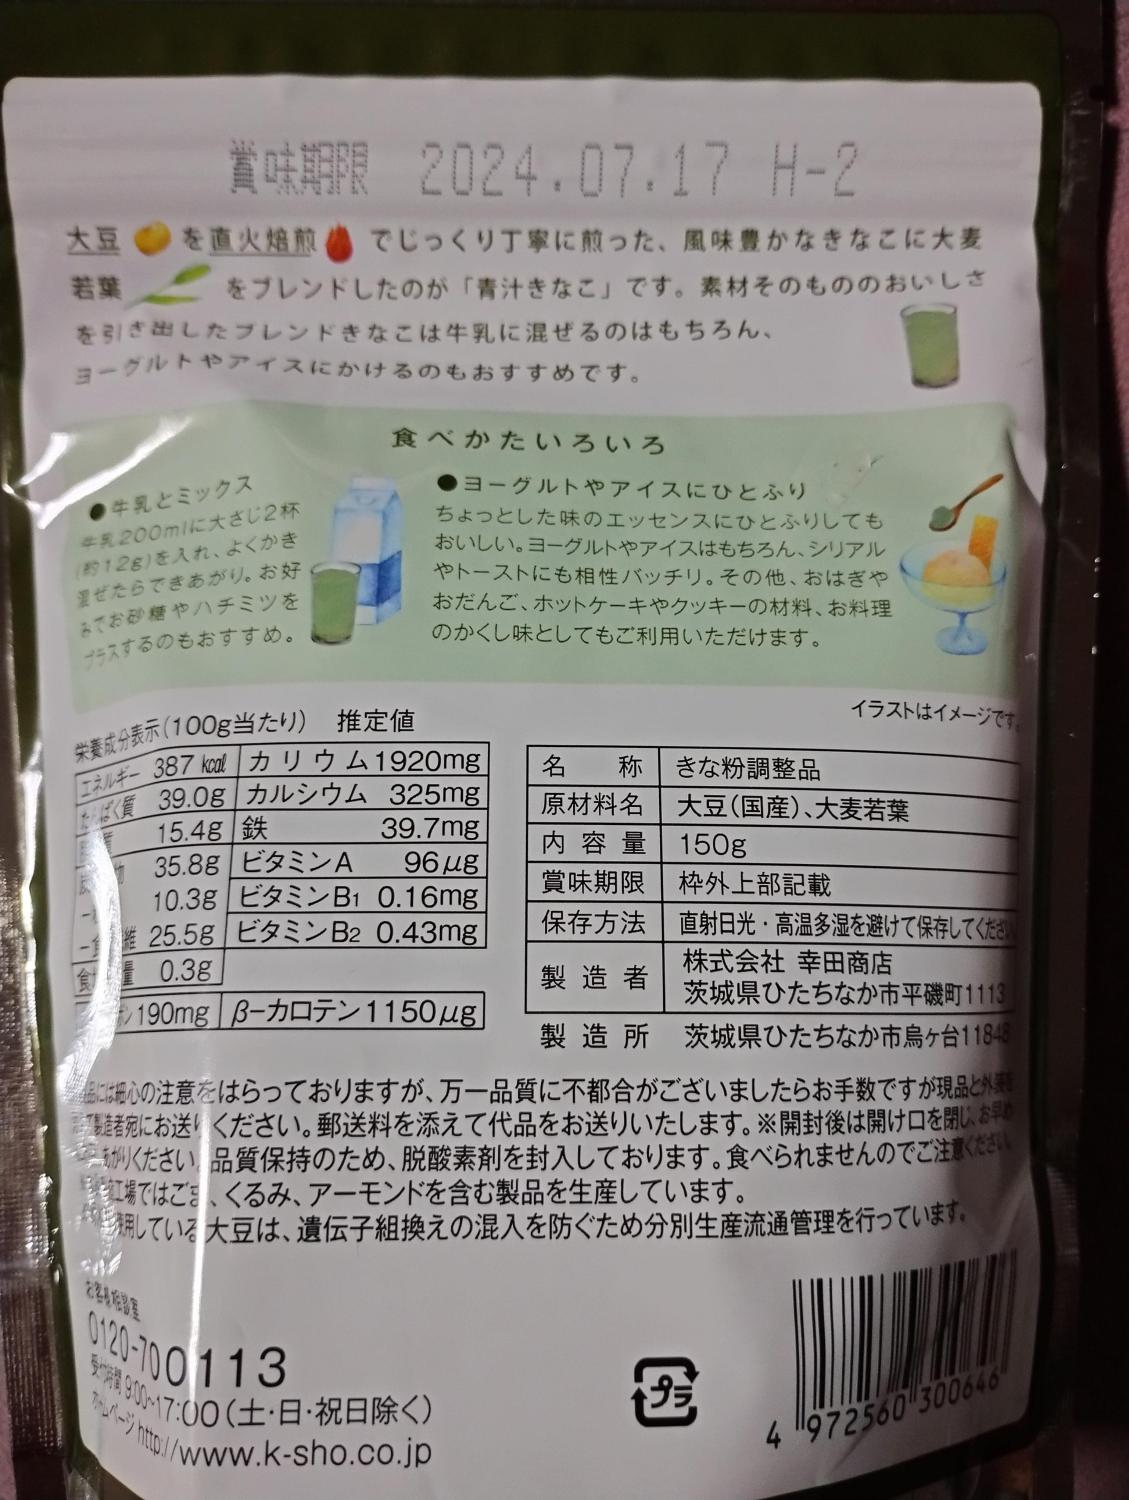 賞味期限 2024.07.17 H-2
大豆を直火焙煎でじっくり丁寧に煎った、風味豊かなきなこに大麦
若葉をブレンドしたのが「青汁きなこ」です。素材そのもののおいしさ
を引き出したブレンドきなこは牛乳に混ぜるのはもちろん、
ヨーグルトやアイスにかけるのもおすすめです。
食べかたいろいろ
●牛乳とミックス
牛乳200mlに大さじ2杯
(約12g)を入れ、よくかき
混ぜたらできあがり。お好
みでお砂糖やハチミツを
プラスするのもおすすめ。
●ヨーグルトやアイスにひとふり
ちょっとした味のエッセンスにひとふりしても
おいしい。ヨーグルトやアイスはもちろん、シリアル
やトーストにも相性バッチリ。その他、おはぎや
おだんご、ホットケーキやクッキーの材料、お料理
のかくし味としてもご利用いただけます。
イラストはイメージです。
栄養成分表示(100g当たり) 推定値
エネルギー 387kcal カリウム 1920mg
たんぱく質 39.0g カルシウム 325mg
質 15.4g 鉄 39.7mg
物 35.8g ビタミンA 96μg
10.3g ビタミンB1 0.16mg
維 25.5g ビタミンB2 0.43mg
食 量 0.3g
ン 190mg β-カロテン 1150μg
名称 きな粉調整品
原材料名 大豆(国産)、大麦若葉
内容量 150g
賞味期限 枠外上部記載
保存方法 直射日光・高温多湿を避けて保存してくださ
製造者 株式会社 幸田商店
茨城県ひたちなか市平磯町1113
製造所 茨城県ひたちなか市烏ヶ台11848
品には細心の注意をはらっておりますが、万一品質に不都合がございましたらお手数ですが現品と外装を
製造者宛にお送りください。郵送料を添えて代品をお送りいたします。※開封後は開け口を閉じ、お早め
あがりください。品質保持のため、脱酸素剤を封入しております。食べられませんのでご注意ください。
工場ではごま、くるみ、アーモンドを含む製品を生産しています。
使用している大豆は、遺伝子組換えの混入を防ぐため分別生産流通管理を行っています。
お客様相談室
0120-700113
受付時間 9:00~17:00(土・日・祝日除く)
ホームページ http://www.k-sho.co.jp
プラ
4 972560 300646